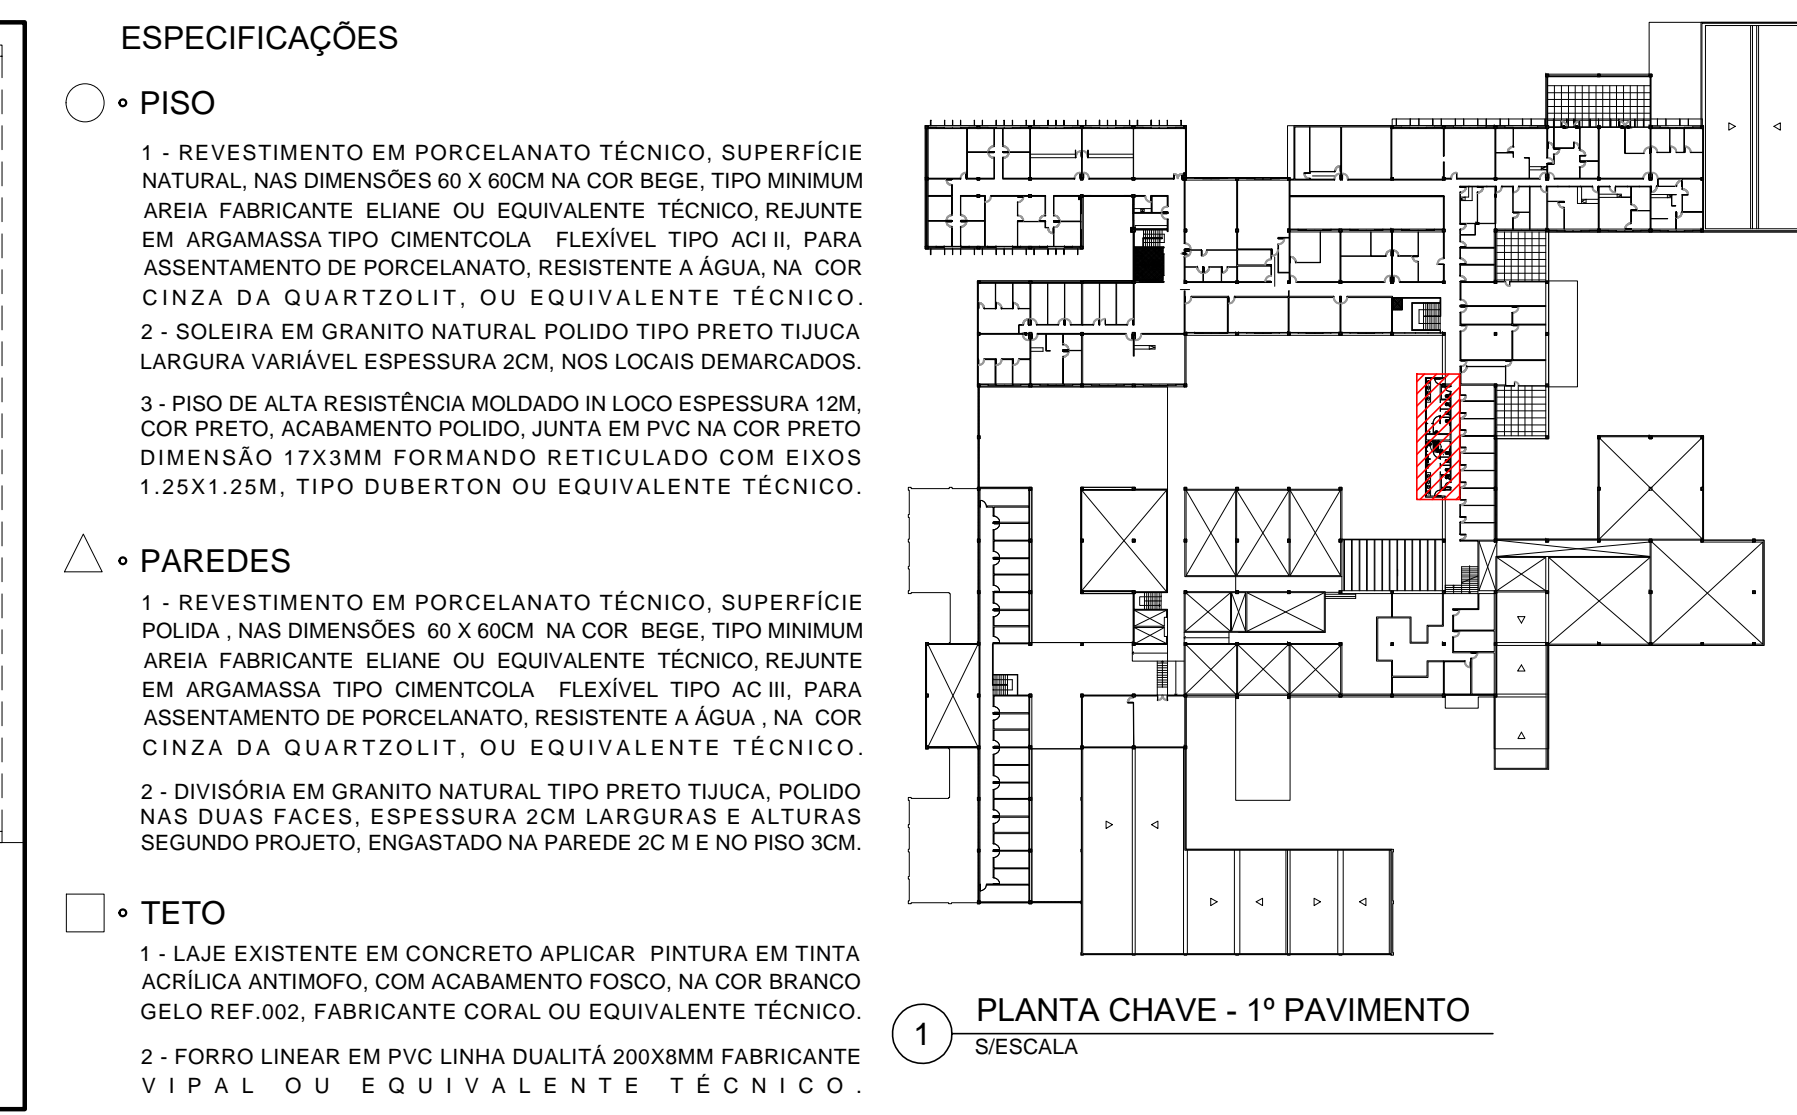 ESPECIFICAÇÕES
PISO
1 - REVESTIMENTO EM PORCELANATO TÉCNICO, SUPERFÍCIE
NATURAL, NAS DIMENSÕES 60 X 60CM NA COR BEGE, TIPO MINIMUM
AREIA FABRICANTE ELIANE OU EQUIVALENTE TÉCNICO, REJUNTE
EM ARGAMASSA TIPO CIMENTCOLA FLEXÍVEL TIPO ACI II, PARA
ASSENTAMENTO DE PORCELANATO, RESISTENTE A ÁGUA, NA COR
CINZA DA QUARTZOLIT, OU EQUIVALENTE TÉCNICO.
2 - SOLEIRA EM GRANITO NATURAL POLIDO TIPO PRETO TIJUCA
LARGURA VARIÁVEL ESPESSURA 2CM, NOS LOCAIS DEMARCADOS.
3 - PISO DE ALTA RESISTÊNCIA MOLDADO IN LOCO ESPESSURA 12M,
COR PRETO, ACABAMENTO POLIDO, JUNTA EM PVC NA COR PRETO
DIMENSÃO 17X3MM FORMANDO RETICULADO COM EIXOS
1.25X1.25M, TIPO DUBERTON OU EQUIVALENTE TÉCNICO.
PAREDES
1 - REVESTIMENTO EM PORCELANATO TÉCNICO, SUPERFÍCIE
POLIDA , NAS DIMENSÕES 60 X 60CM NA COR BEGE, TIPO MINIMUM
AREIA FABRICANTE ELIANE OU EQUIVALENTE TÉCNICO, REJUNTE
EM ARGAMASSA TIPO CIMENTCOLA FLEXÍVEL TIPO AC III, PARA
ASSENTAMENTO DE PORCELANATO, RESISTENTE A ÁGUA , NA COR
CINZA DA QUARTZOLIT, OU EQUIVALENTE TÉCNICO.
2 - DIVISÓRIA EM GRANITO NATURAL TIPO PRETO TIJUCA, POLIDO
NAS DUAS FACES, ESPESSURA 2CM LARGURAS E ALTURAS
SEGUNDO PROJETO, ENGASTADO NA PAREDE 2C M E NO PISO 3CM.
TETO
1 - LAJE EXISTENTE EM CONCRETO APLICAR PINTURA EM TINTA
ACRÍLICA ANTIMOFO, COM ACABAMENTO FOSCO, NA COR BRANCO
GELO REF.002, FABRICANTE CORAL OU EQUIVALENTE TÉCNICO.
2 - FORRO LINEAR EM PVC LINHA DUALITÁ 200X8MM FABRICANTE
VIPAL OU EQUIVALENTE TÉCNICO.
1
PLANTA CHAVE - 1º PAVIMENTO
S/ESCALA